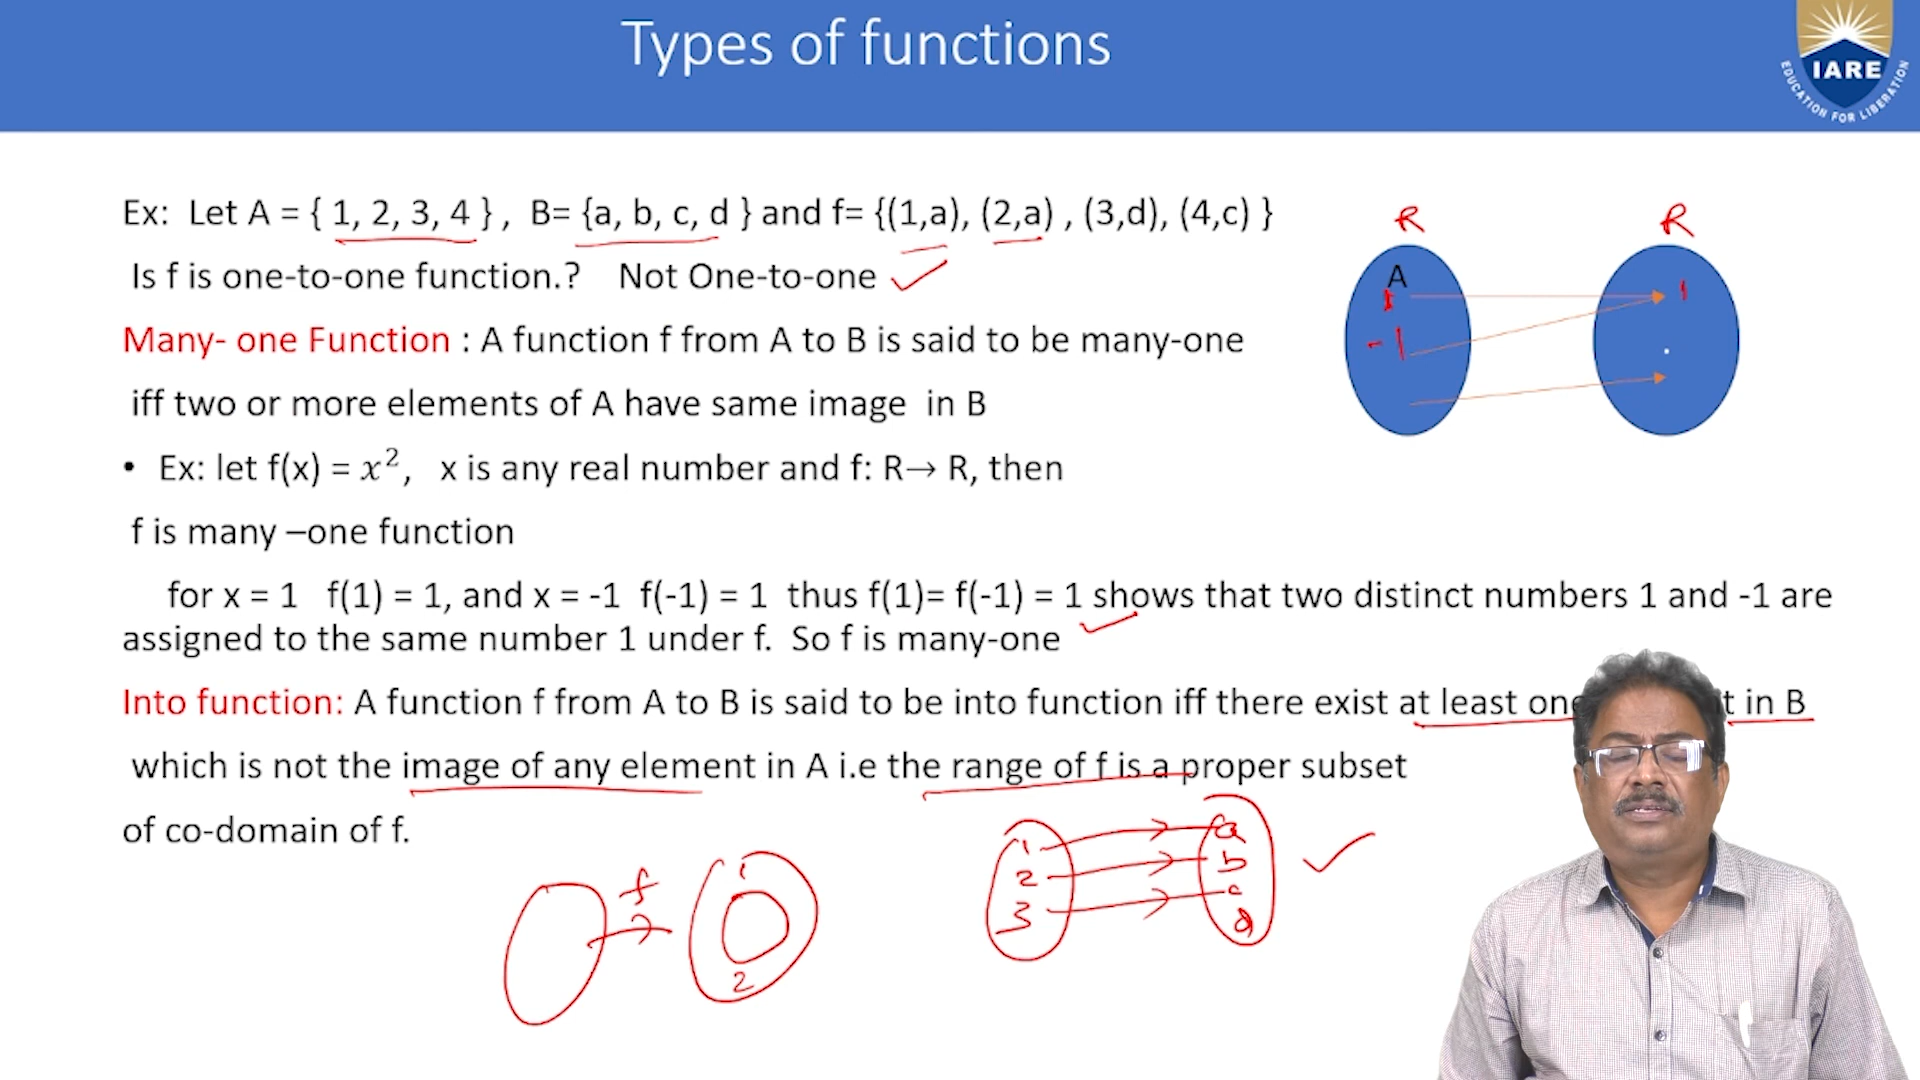 Types of functions
IARE
EDUCATION FOR LIBERATION
Ex: Let A = { 1, 2, 3, 4 } , B= {a, b, c, d } and f= {(1,a), (2,a) , (3,d), (4,c) }
Is f is one-to-one function.? Not One-to-one
R R
A
1 1
-1
Many- one Function : A function f from A to B is said to be many-one
iff two or more elements of A have same image in B
• Ex: let f(x) = x², x is any real number and f: R→ R, then
f is many –one function
for x = 1 f(1) = 1, and x = -1 f(-1) = 1 thus f(1)= f(-1) = 1 shows that two distinct numbers 1 and -1 are
assigned to the same number 1 under f. So f is many-one
Into function: A function f from A to B is said to be into function iff there exist at least one t in B
which is not the image of any element in A i.e the range of f is a proper subset
of co-domain of f.
f
1
2
1 a
2 b
3 c
d